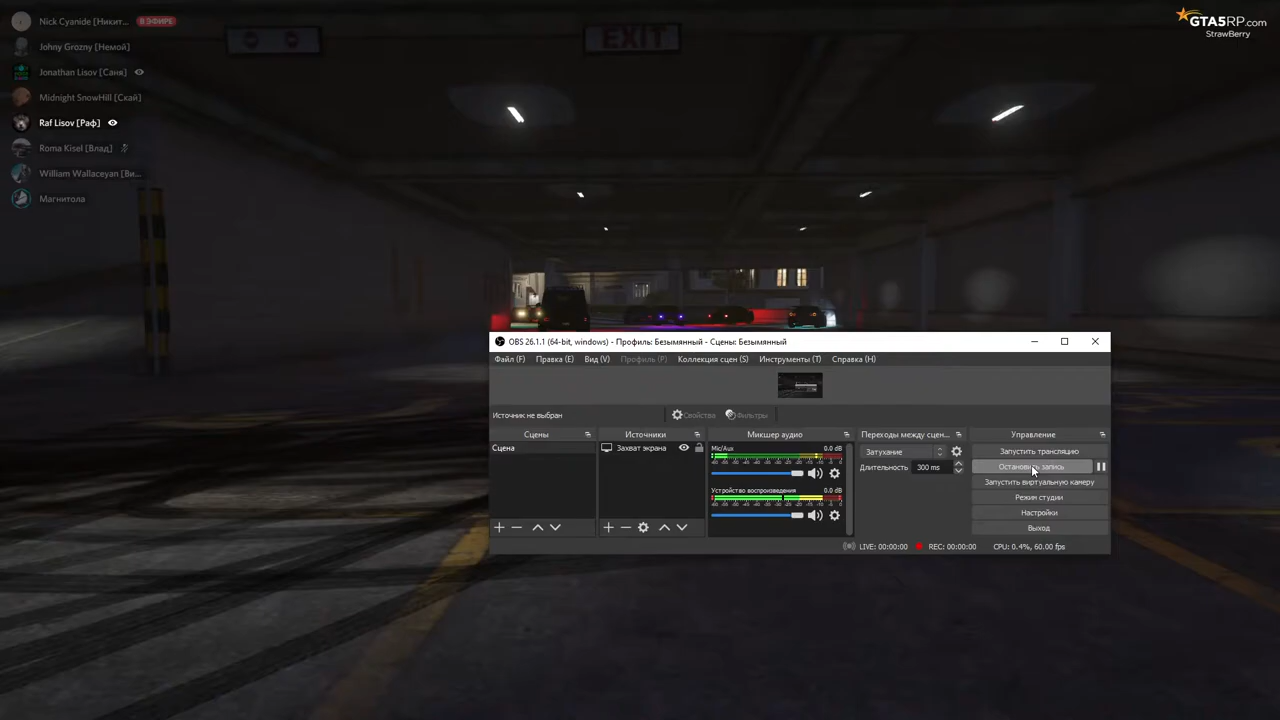 Nick Cyanide [Никит... В ЭФИРЕ
Johny Grozny [Немой]
Jonathan Lisov [Саня]
Midnight SnowHill [Скай]
Raf Lisov [Раф]
Roma Kisel [Влад]
William Wallaceyan [Ви...
Магнитола
EXIT
GTA5RP.com
StrawBerry
OBS 26.1.1 (64-bit, windows) - Профиль: Безымянный - Сцены: Безымянный
Файл (F) Правка (E) Вид (V) Профиль (P) Коллекция сцен (S) Инструменты (T) Справка (H)
Источник не выбран Свойства Фильтры
Сцены Источники Микшер аудио Переходы между сцен... Управление
Сцена
Захват экрана
Mic/Aux 0.0 dB
Устройство воспроизведения 0.0 dB
Затухание
Длительность 300 ms
Запустить трансляцию
Остановить запись
Запустить виртуальную камеру
Режим студии
Настройки
Выход
LIVE: 00:00:00 REC: 00:00:00 CPU: 0.4%, 60.00 fps